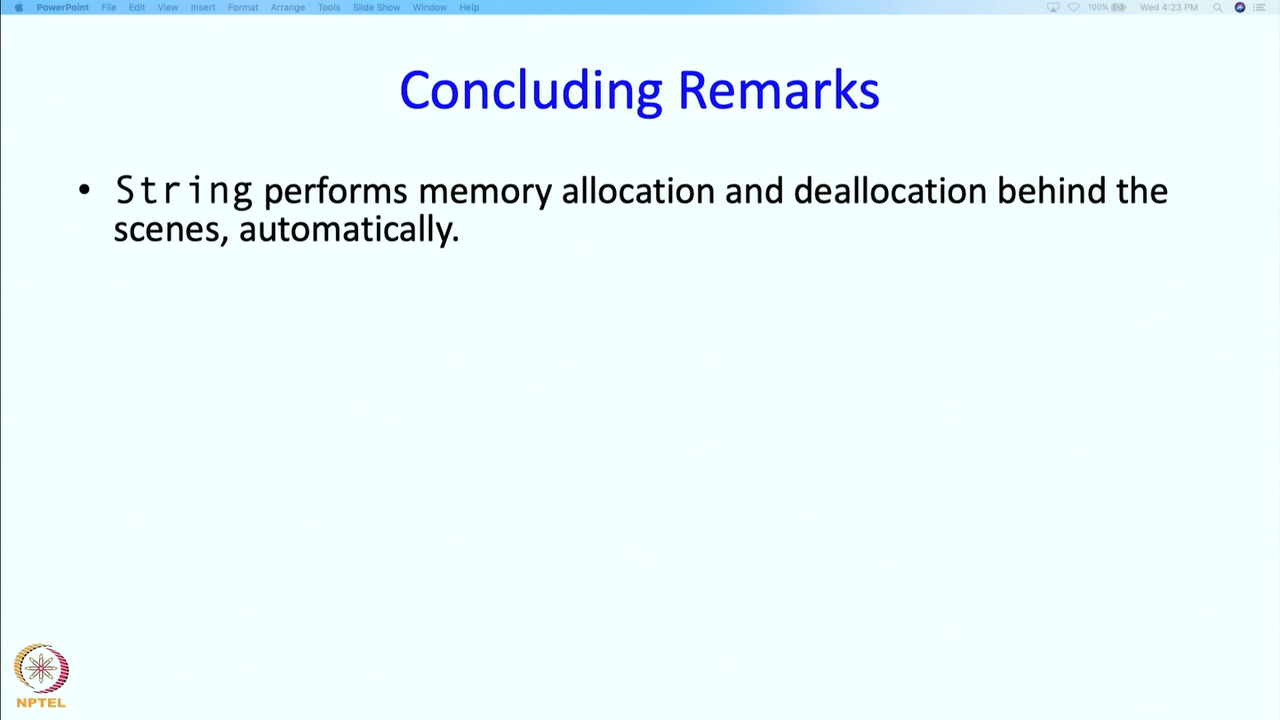 PowerPoint File Edit View Insert Format Arrange Tools Slide Show Window Help 100% Wed 4:23 PM
Concluding Remarks
• String performs memory allocation and deallocation behind the
scenes, automatically.
NPTEL